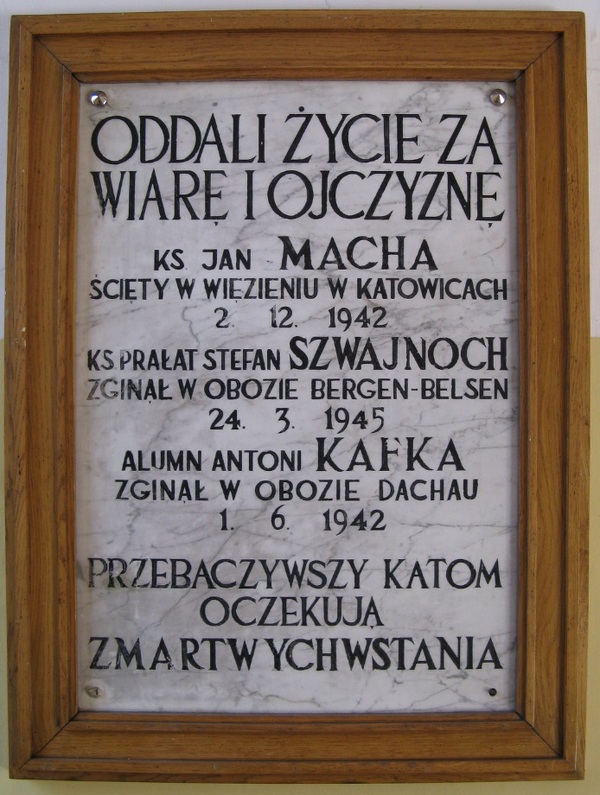 ODDALI ŻYCIE ZA
WIARĘ I OJCZYZNĘ
KS JAN MACHA
ŚCIĘTY W WIĘZIENIU W KATOWICACH
2. 12. 1942
KS PRAŁAT STEFAN SZWAJNOCH
ZGINĄŁ W OBOZIE BERGEN-BELSEN
24. 3. 1945
ALUMN ANTONI KAFKA
ZGINĄŁ W OBOZIE DACHAU
1. 6. 1942
PRZEBACZYWSZY KATOM
OCZEKUJĄ
ZMARTWYCHWSTANIA